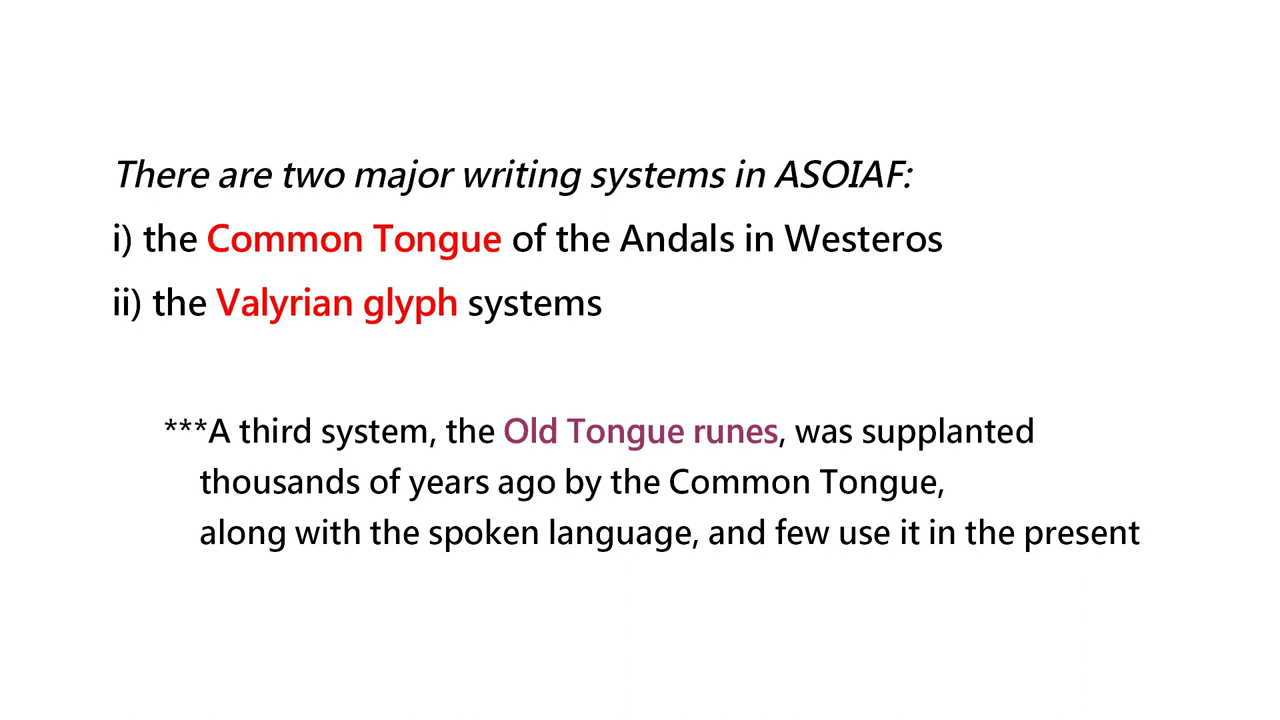 There are two major writing systems in ASOIAF:
i) the Common Tongue of the Andals in Westeros
ii) the Valyrian glyph systems
***A third system, the Old Tongue runes, was supplanted
thousands of years ago by the Common Tongue,
along with the spoken language, and few use it in the present